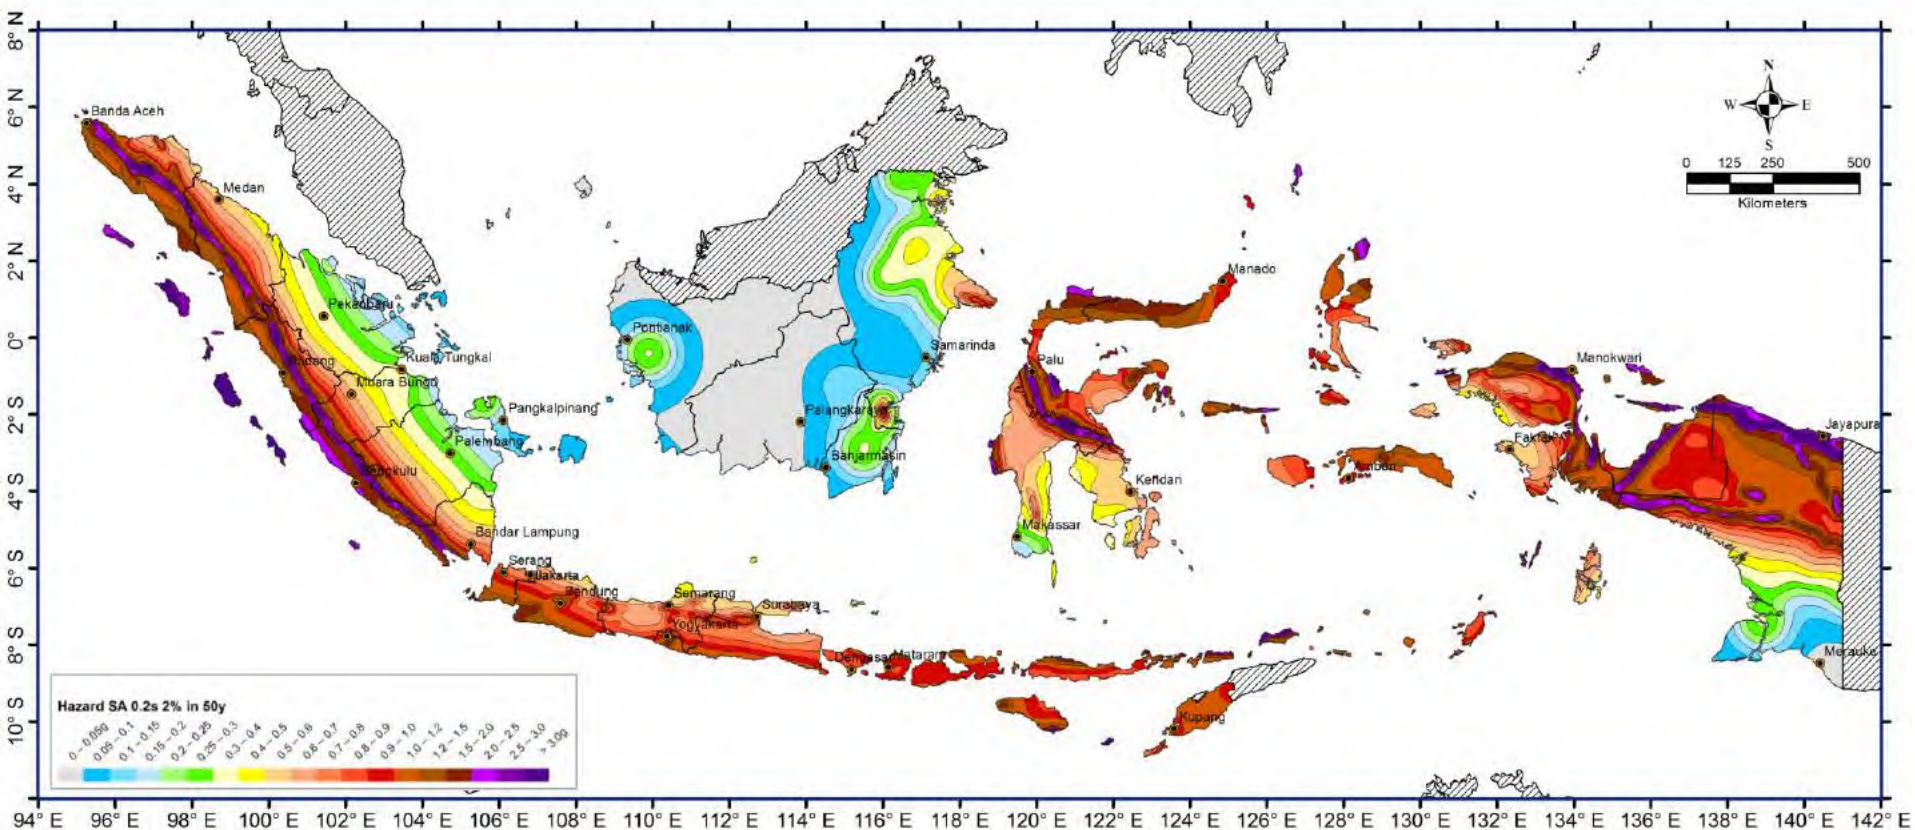 8° N
6° N
4° N
2° N
0°
2° S
4° S
6° S
8° S
10° S
N
W
E
S
0 125 250 500
Kilometers
Banda Aceh
Medan
Pekanbaru
Kuala Tungkal
Padang
Muara Bungo
Pangkalpinang
Palembang
Bengkulu
Bandar Lampung
Serang
Jakarta
Bandung
Semarang
Surabaya
Yogyakarta
Denpasar
Mataram
Pontianak
Samarinda
Palangkaraya
Banjarmasin
Manado
Palu
Kendari
Makassar
Manokwari
Jayapura
Fakfak
Ambon
Merauke
Kupang
Hazard SA 0.2s 2% in 50y
0 – 0.05g
0.05 – 0.1
0.1 – 0.15
0.15 – 0.2
0.2 – 0.25
0.25 – 0.3
0.3 – 0.4
0.4 – 0.5
0.5 – 0.6
0.6 – 0.7
0.7 – 0.8
0.8 – 0.9
0.9 – 1.0
1.0 – 1.2
1.2 – 1.5
1.5 – 2.0
2.0 – 2.5
2.5 – 3.0
> 3.0g
94° E 96° E 98° E 100° E 102° E 104° E 106° E 108° E 110° E 112° E 114° E 116° E 118° E 120° E 122° E 124° E 126° E 128° E 130° E 132° E 134° E 136° E 138° E 140° E 142° E